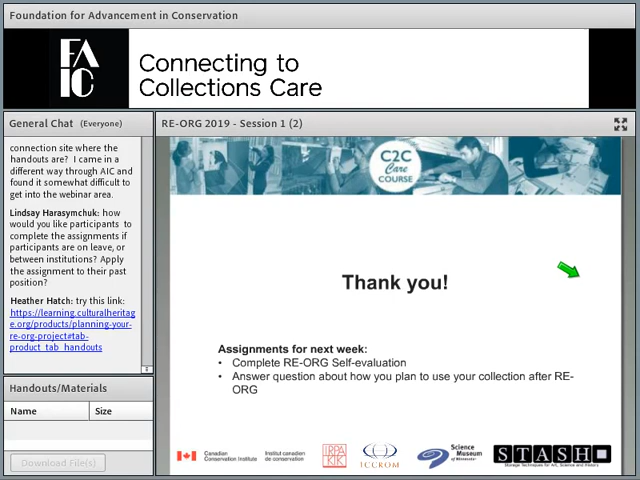 Foundation for Advancement in Conservation
FA
IC
Connecting to
Collections Care
General Chat (Everyone)
connection site where the
handouts are? I came in a
different way through AIC and
found it somewhat difficult to
get into the webinar area.
Lindsay Harasymchuk: how
would you like participants to
complete the assignments if
participants are on leave, or
between institutions? Apply
the assignment to their past
position?
Heather Hatch: try this link:
https://learning.culturalheritag
e.org/products/planning-your-
re-org-project#tab-
product_tab_handouts
Handouts/Materials
Name Size
Download File(s)
RE-ORG 2019 - Session 1 (2)
C2C
Care
COURSE
Thank you!
Assignments for next week:
• Complete RE-ORG Self-evaluation
• Answer question about how you plan to use your collection after RE-
ORG
Canadian
Conservation Institute
Institut canadien
de conservation
IRPA
KIK
ICCROM
Science
Museum
of Minnesota
STASH
Storage Techniques for Art, Science and History